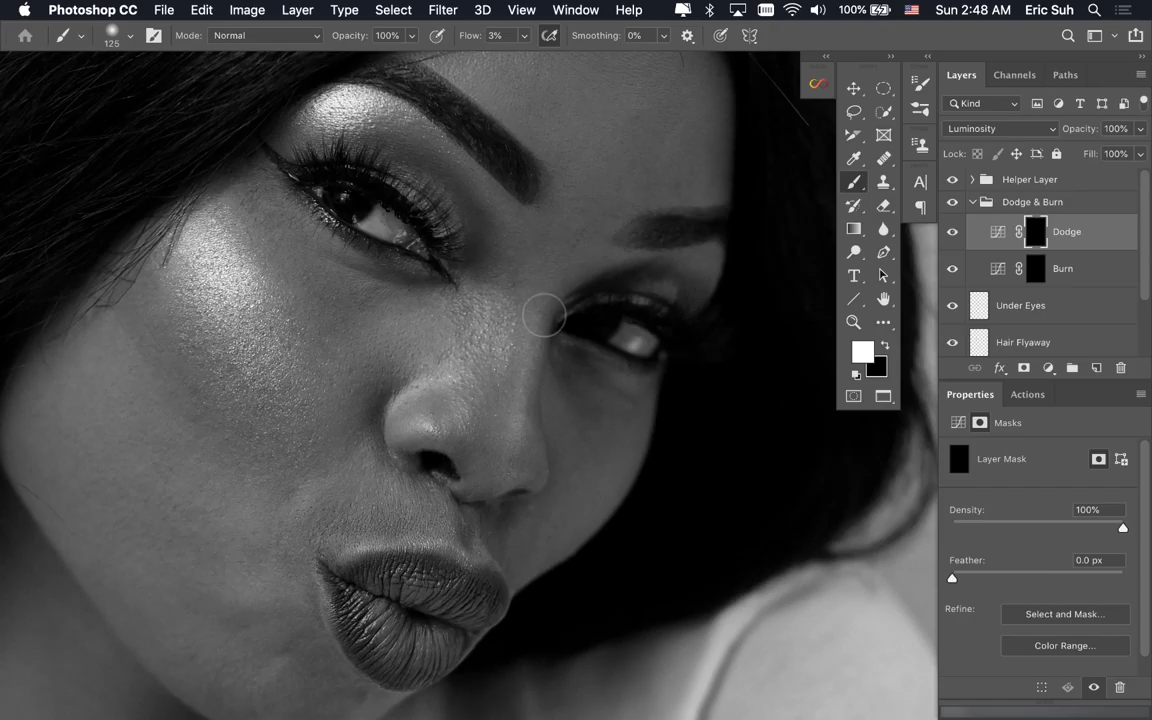 Photoshop CC File Edit Image Layer Type Select Filter 3D View Window Help 100% Sun 2:48 AM Eric Suh
125 Mode: Normal Opacity: 100% Flow: 3% Smoothing: 0%
Layers Channels Paths
Kind
Luminosity Opacity: 100%
Lock: Fill: 100%
Helper Layer
Dodge & Burn
Dodge
Burn
Under Eyes
Hair Flyaway
fx
Properties Actions
Masks
Layer Mask
Density: 100%
Feather: 0.0 px
Refine: Select and Mask...
Color Range...